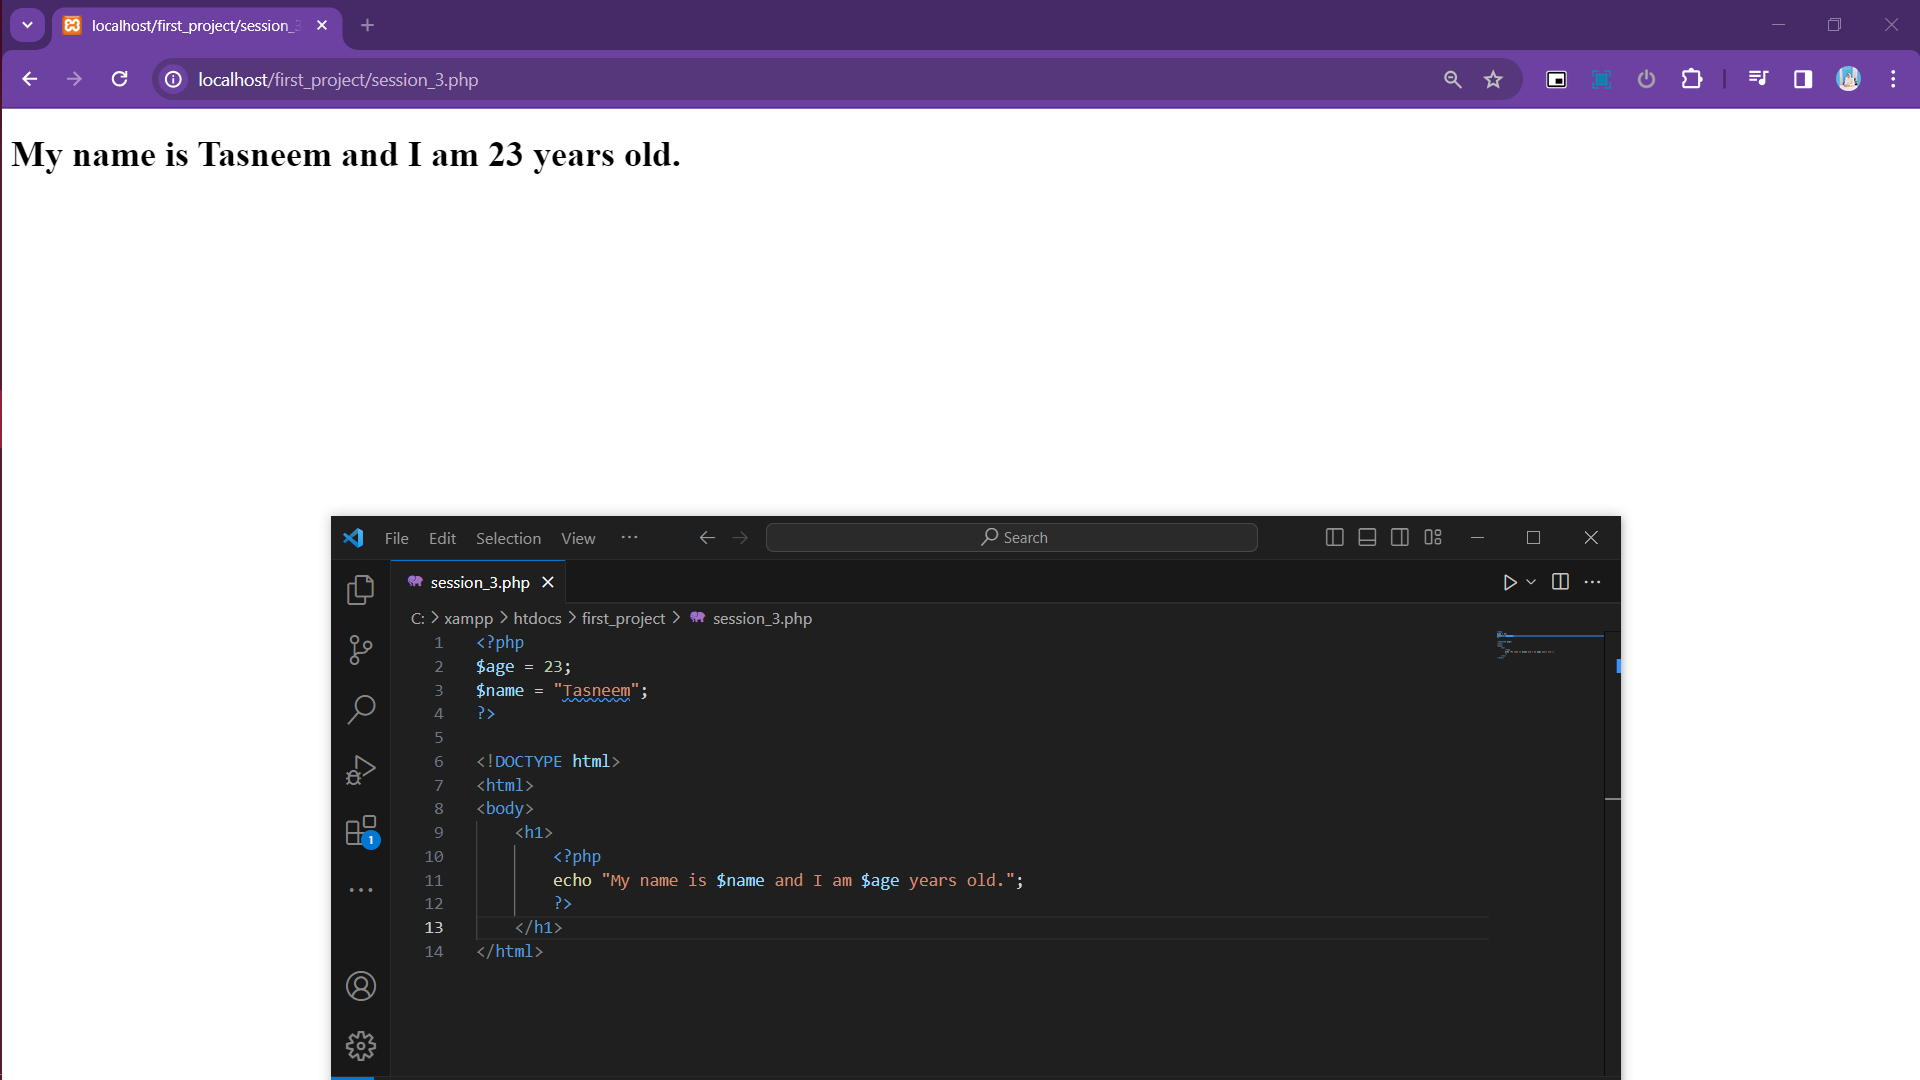 localhost/first_project/session_3
localhost/first_project/session_3.php
My name is Tasneem and I am 23 years old.
File Edit Selection View ··· Search
session_3.php
C: > xampp > htdocs > first_project > session_3.php
1 <?php
2 $age = 23;
3 $name = "Tasneem";
4 ?>
5
6 <!DOCTYPE html>
7 <html>
8 <body>
9 <h1>
10 <?php
11 echo "My name is $name and I am $age years old.";
12 ?>
13 </h1>
14 </html>
1